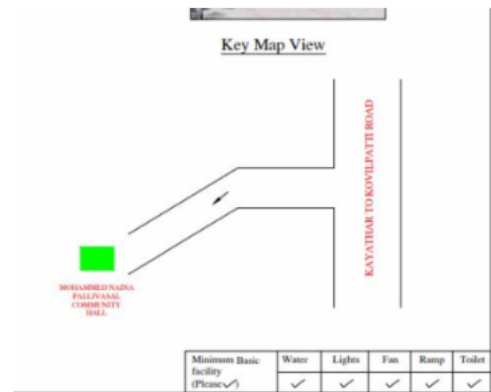 Key Map View
KAYATHAR TO KOVILPATTI ROAD
MOHAMMED NAINA
PALLIVASAL
COMMUNITY
HALL
Minimum Basic facility (Please✓) Water Lights Fan Ramp Toilet
✓ ✓ ✓ ✓ ✓